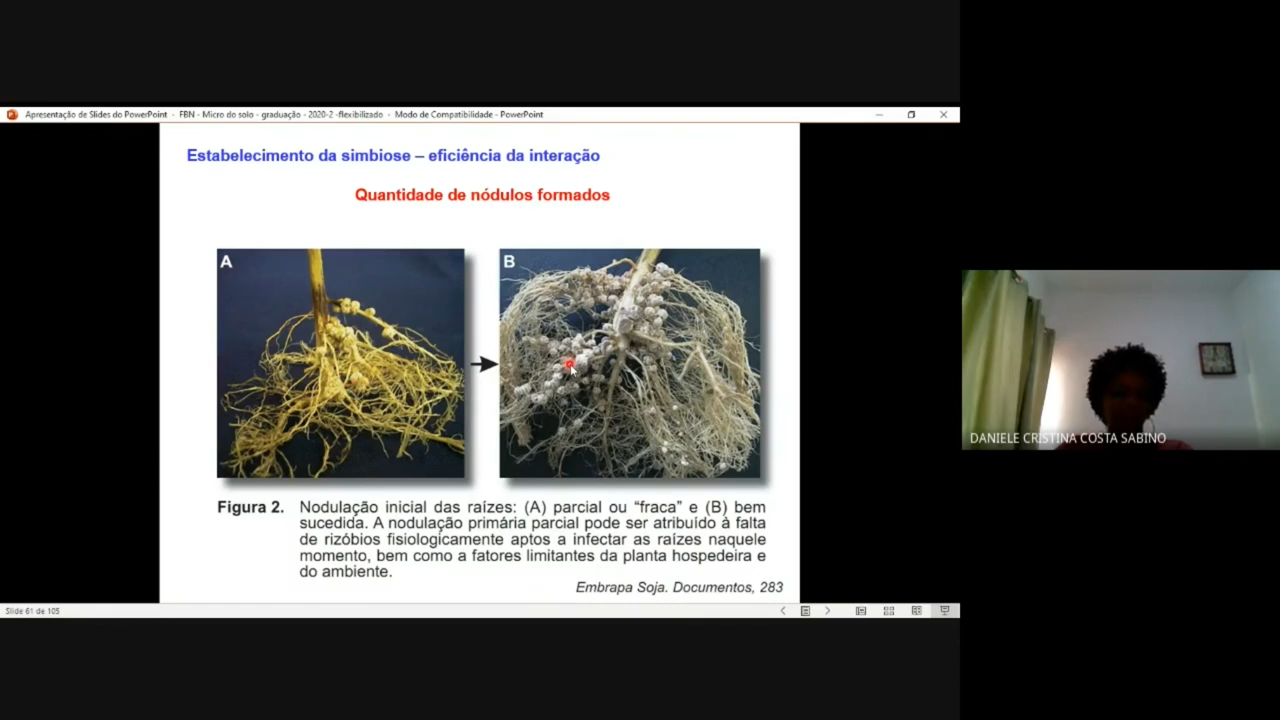 Apresentação de Slides do PowerPoint - FBN - Micro do solo - graduação - 2020-2 -flexibilizado - Modo de Compatibilidade - PowerPoint
Estabelecimento da simbiose – eficiência da interação
Quantidade de nódulos formados
A
B
Figura 2. Nodulação inicial das raízes: (A) parcial ou “fraca” e (B) bem
sucedida. A nodulação primária parcial pode ser atribuído à falta
de rizóbios fisiologicamente aptos a infectar as raízes naquele
momento, bem como a fatores limitantes da planta hospedeira e
do ambiente.
Embrapa Soja. Documentos, 283
Slide 61 de 105
DANIELE CRISTINA COSTA SABINO